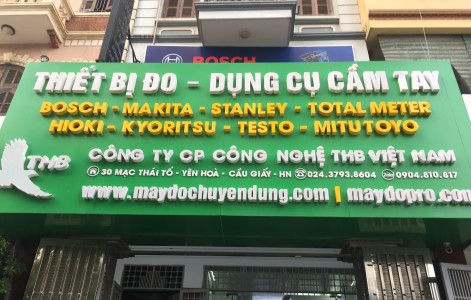 BOSCH
THIẾT BỊ ĐO - DỤNG CỤ CẦM TAY
BOSCH - MAKITA - STANLEY - TOTAL METER
HIOKI - KYORITSU - TESTO - MITUTOYO
THB
CÔNG TY CP CÔNG NGHỆ THB VIỆT NAM
30 MẠC THÁI TỔ - YÊN HOÀ - CẦU GIẤY - HN 024.3793.8604 Zalo 0904.810.817
www.maydochuyendung.com | maydopro.com